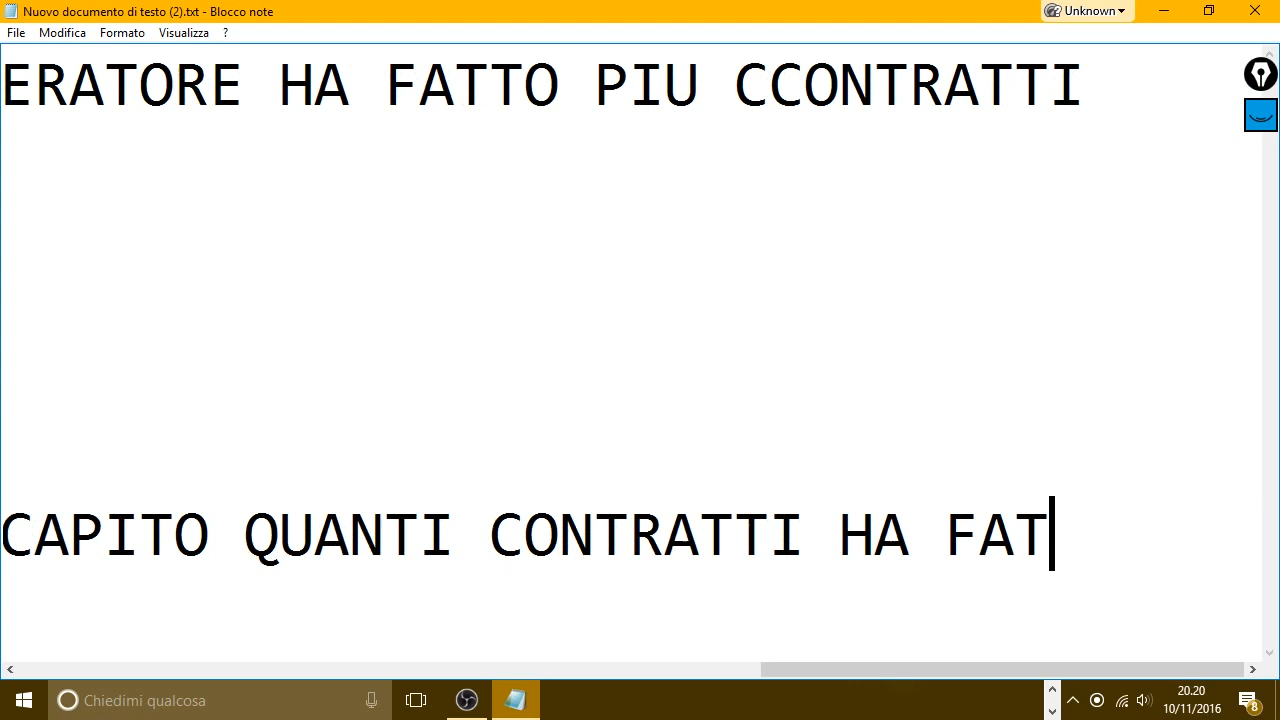 Nuovo documento di testo (2).txt - Blocco note
Unknown
File Modifica Formato Visualizza ?
ERATORE HA FATTO PIU CCONTRATTI
CAPITO QUANTI CONTRATTI HA FAT
Chiedimi qualcosa
20.20
10/11/2016
8